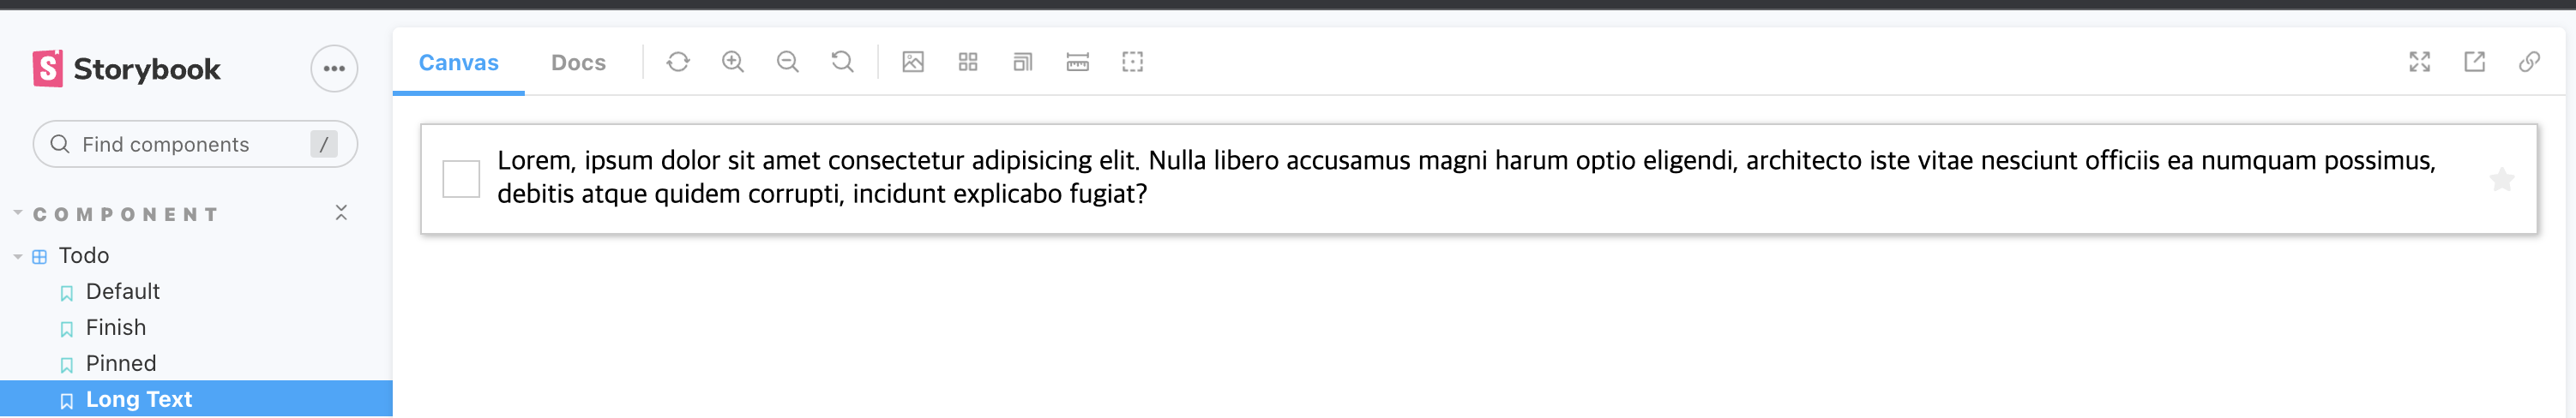 Storybook
Find components
/
COMPONENT
Todo
Default
Finish
Pinned
Long Text
Canvas
Docs
Lorem, ipsum dolor sit amet consectetur adipisicing elit. Nulla libero accusamus magni harum optio eligendi, architecto iste vitae nesciunt officiis ea numquam possimus,
debitis atque quidem corrupti, incidunt explicabo fugiat?